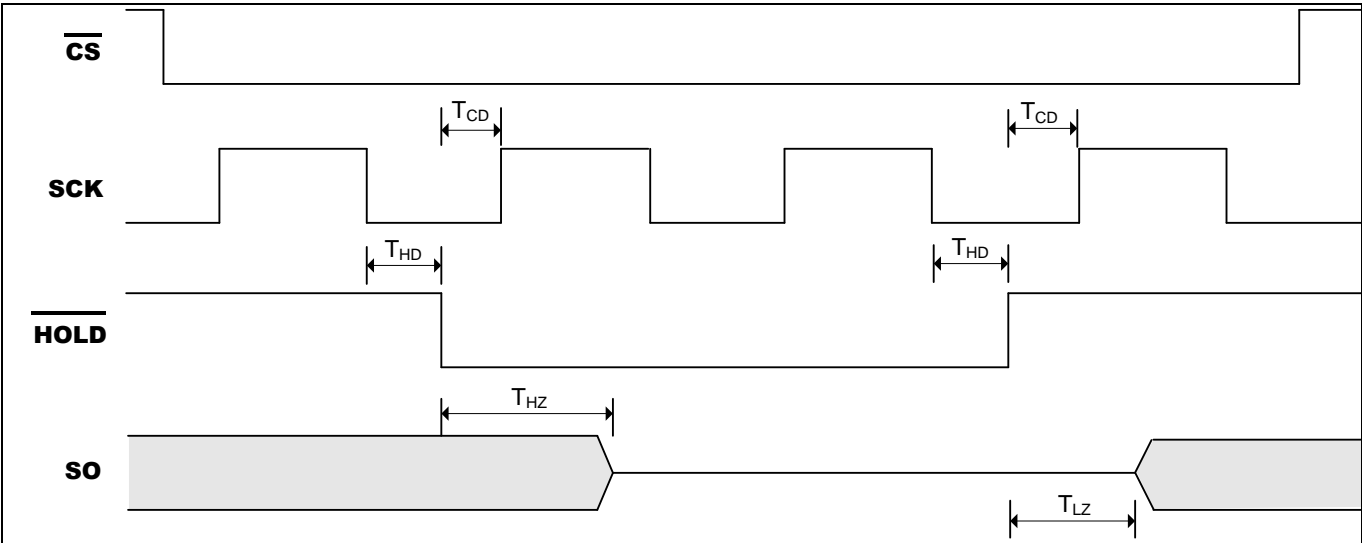 CS
T_CD T_CD
SCK
T_HD T_HD
HOLD
T_HZ
SO
T_LZ